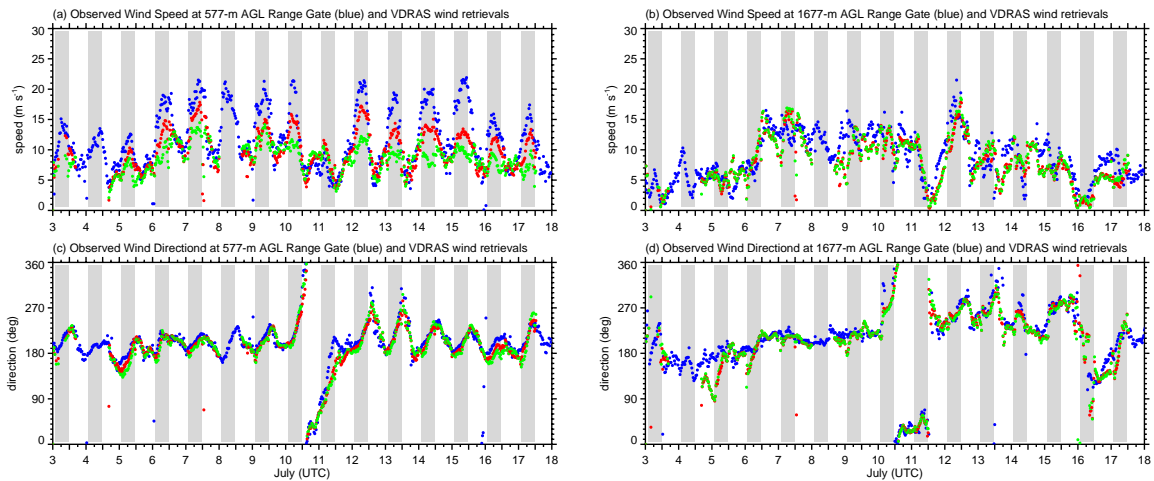 (a) Observed Wind Speed at 577-m AGL Range Gate (blue) and VDRAS wind retrievals
30
25
20
15
10
5
0
speed (m s⁻¹)
3 4 5 6 7 8 9 10 11 12 13 14 15 16 17 18
(b) Observed Wind Speed at 1677-m AGL Range Gate (blue) and VDRAS wind retrievals
30
25
20
15
10
5
0
speed (m s⁻¹)
3 4 5 6 7 8 9 10 11 12 13 14 15 16 17 18
(c) Observed Wind Directiond at 577-m AGL Range Gate (blue) and VDRAS wind retrievals
360
270
180
90
0
direction (deg)
3 4 5 6 7 8 9 10 11 12 13 14 15 16 17 18
July (UTC)
(d) Observed Wind Directiond at 1677-m AGL Range Gate (blue) and VDRAS wind retrievals
360
270
180
90
0
direction (deg)
3 4 5 6 7 8 9 10 11 12 13 14 15 16 17 18
July (UTC)